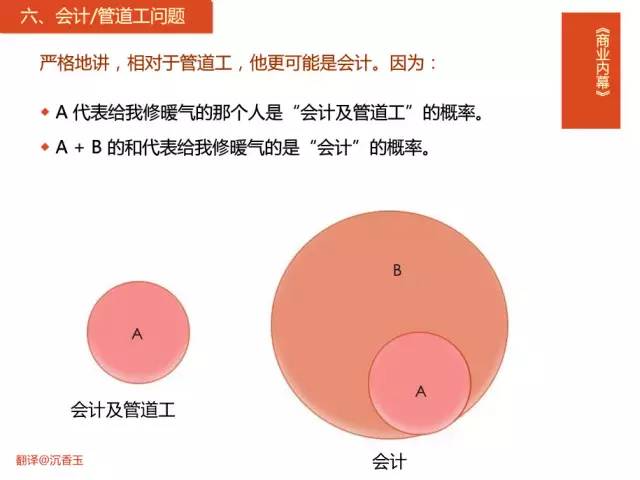 六、会计/管道工问题
《商业内幕》
严格地讲，相对于管道工，他更可能是会计。因为：
A 代表给我修暖气的那个人是“会计及管道工”的概率。
A + B 的和代表给我修暖气的是“会计”的概率。
B
A
A
会计及管道工
会计
翻译@沉香玉